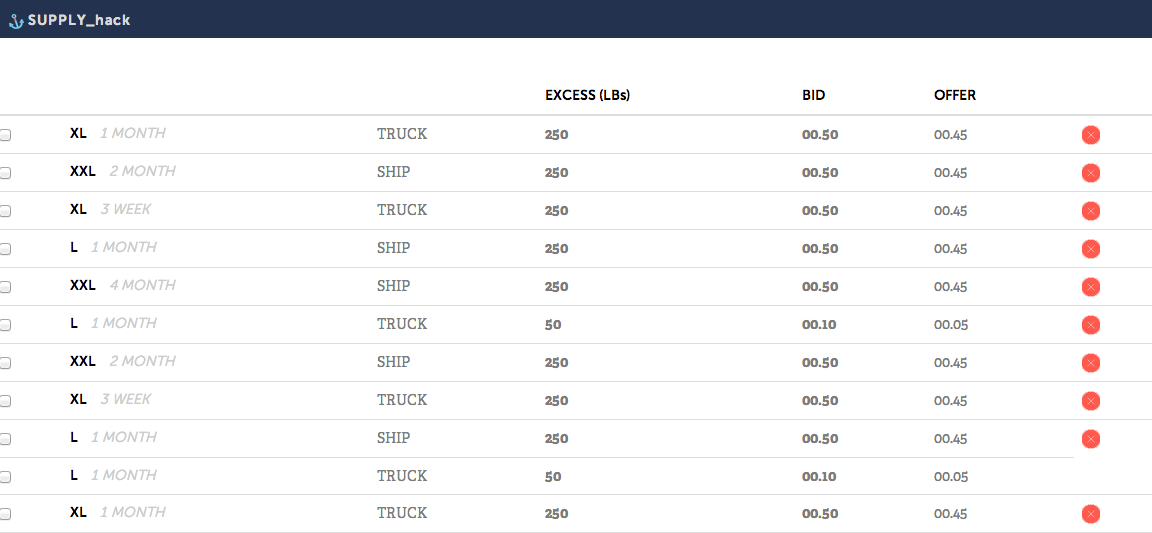 SUPPLY_hack
EXCESS (LBs) BID OFFER
XL 1 MONTH TRUCK 250 00.50 00.45
XXL 2 MONTH SHIP 250 00.50 00.45
XL 3 WEEK TRUCK 250 00.50 00.45
L 1 MONTH SHIP 250 00.50 00.45
XXL 4 MONTH SHIP 250 00.50 00.45
L 1 MONTH TRUCK 50 00.10 00.05
XXL 2 MONTH SHIP 250 00.50 00.45
XL 3 WEEK TRUCK 250 00.50 00.45
L 1 MONTH SHIP 250 00.50 00.45
L 1 MONTH TRUCK 50 00.10 00.05
XL 1 MONTH TRUCK 250 00.50 00.45